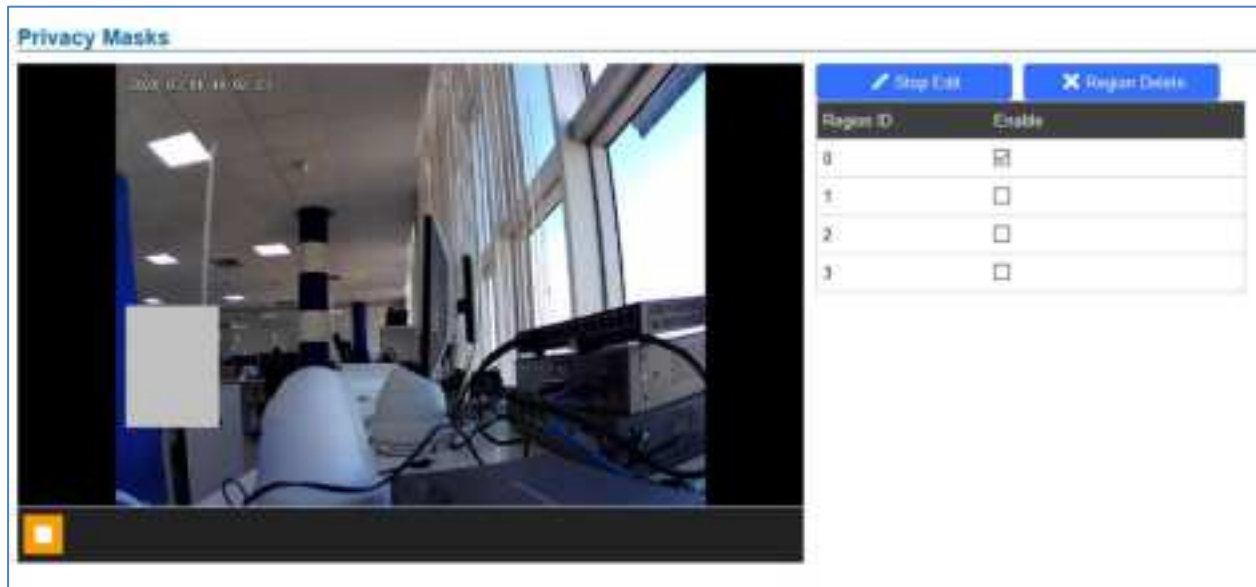 Privacy Masks
Stop Edit
Region Delete
Region ID Enable
0
1
2
3